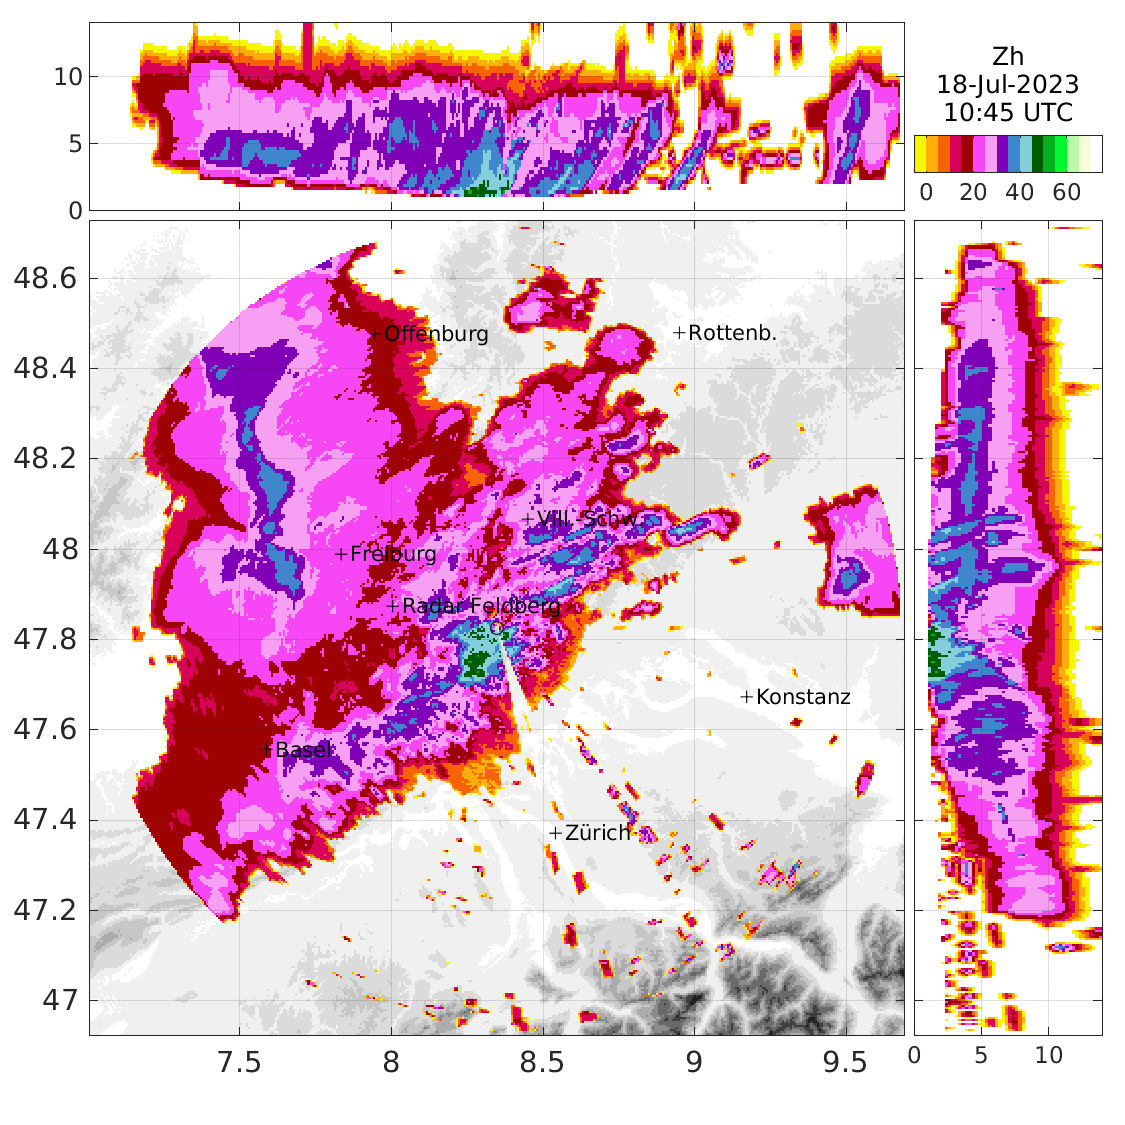 10
5
0
Zh
18-Jul-2023
10:45 UTC
0 20 40 60
48.6
48.4
48.2
48
47.8
47.6
47.4
47.2
47
+Offenburg
+Rottenb.
+Vill.-Schw.
+Freiburg
+Radar Feldberg
+Konstanz
+Basel
+Zürich
7.5 8 8.5 9 9.5
0 5 10